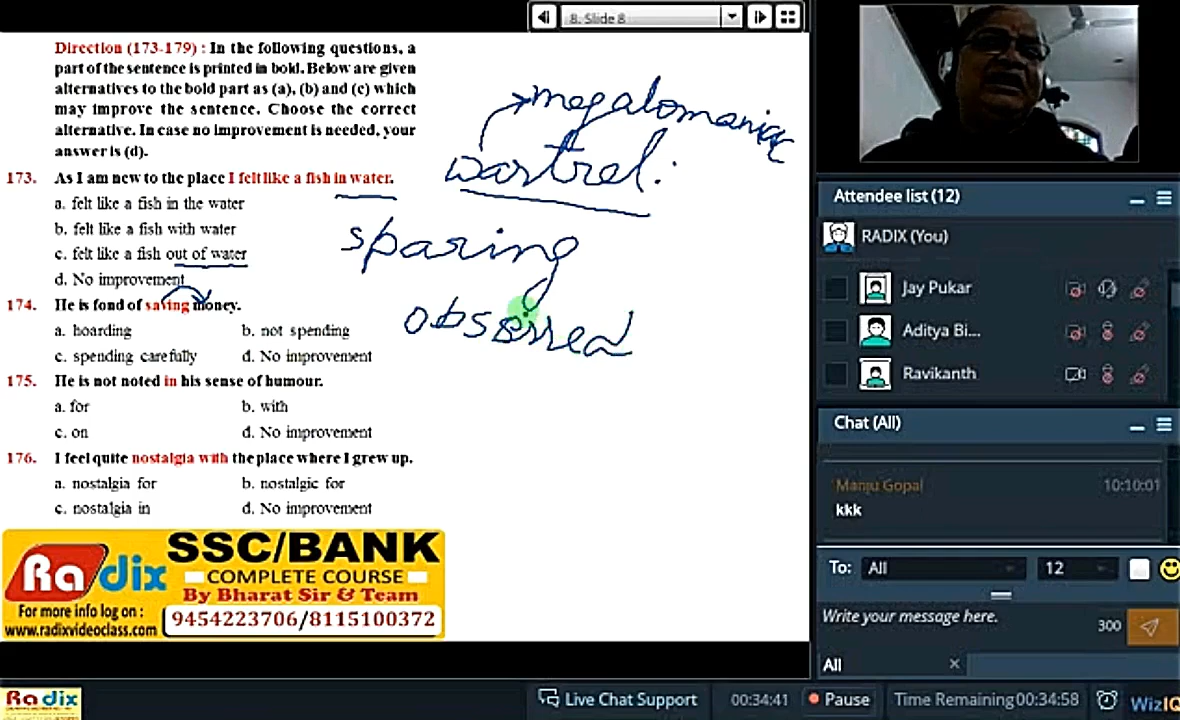 8. Slide 8
Direction (173-179) : In the following questions, a
part of the sentence is printed in bold. Below are given
alternatives to the bold part as (a), (b) and (c) which
may improve the sentence. Choose the correct
alternative. In case no improvement is needed, your
answer is (d).
173. As I am new to the place I felt like a fish in water.
a. felt like a fish in the water
b. felt like a fish with water
c. felt like a fish out of water
d. No improvement
174. He is fond of saving money.
a. hoarding b. not spending
c. spending carefully d. No improvement
175. He is not noted in his sense of humour.
a. for b. with
c. on d. No improvement
176. I feel quite nostalgia with the place where I grew up.
a. nostalgia for b. nostalgic for
c. nostalgia in d. No improvement
megalomaniac
wastrel:
sparing
Radix
SSC/BANK
COMPLETE COURSE
By Bharat Sir & Team
For more info log on :
www.radixvideoclass.com
9454223706/8115100372
Attendee list (12)
RADIX (You)
Jay Pukar
Aditya Bi...
Ravikanth
Chat (All)
Manju Gopal 10:10:01
kkk
To: All 12
Write your message here. 300
All
Radix
Live Chat Support 00:34:41 Pause Time Remaining 00:34:58 WizIQ